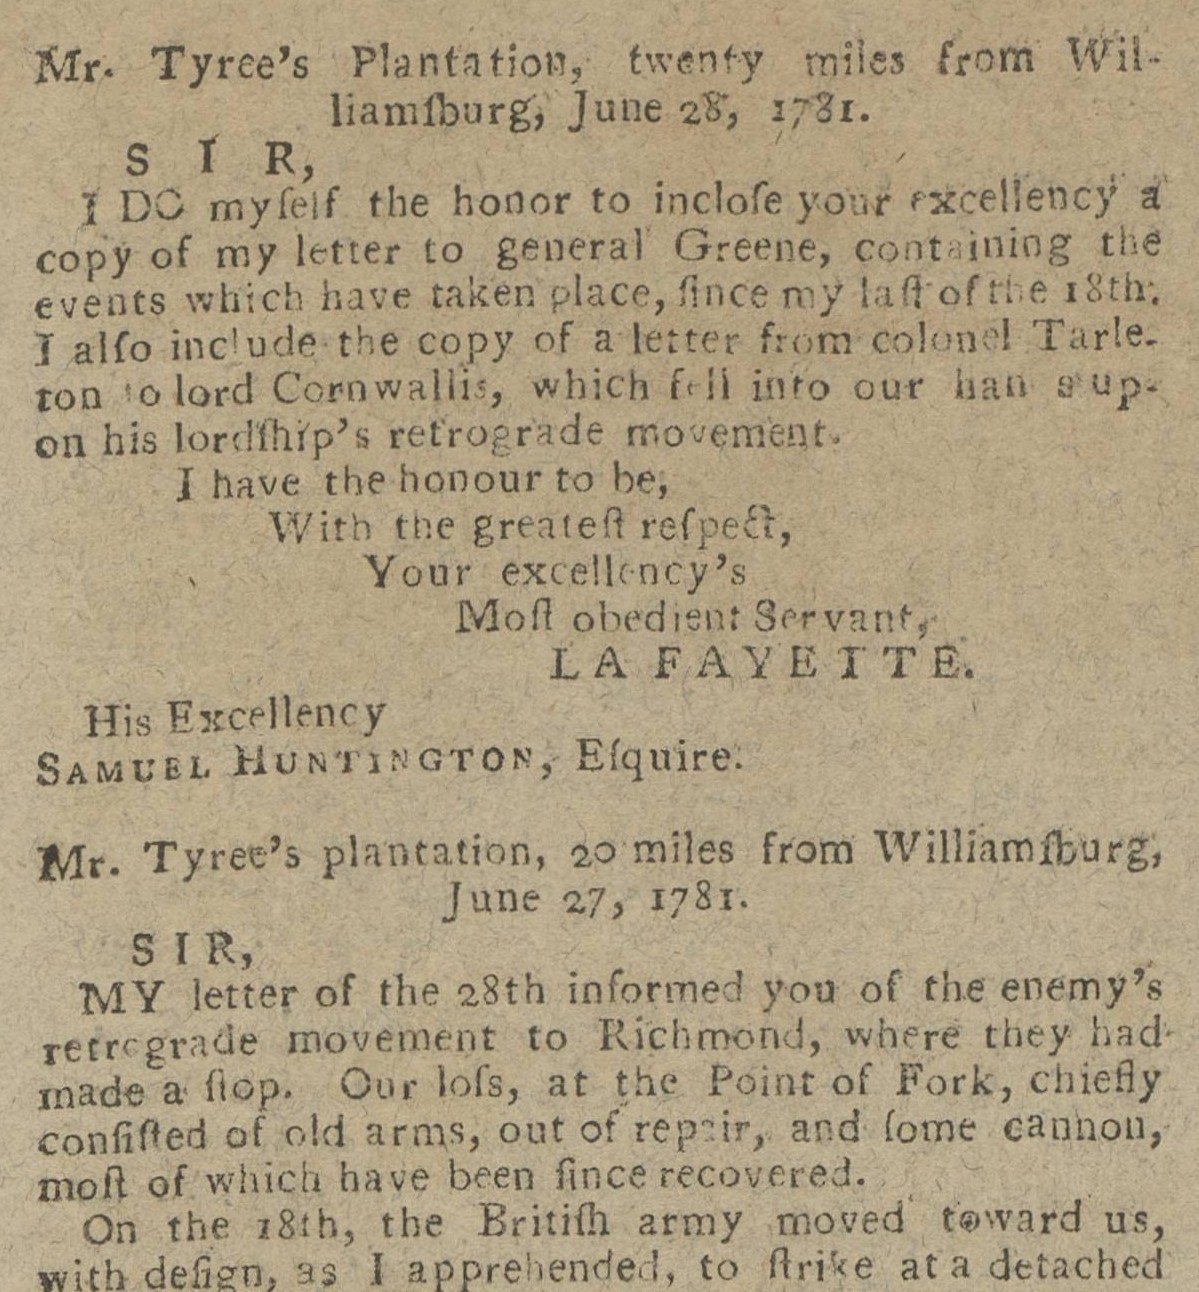 Mr. Tyree's Plantation, twenty miles from Wil-
liamſburg, June 28, 1781.
S I R,
I DO myſelf the honor to incloſe your excellency a
copy of my letter to general Greene, containing the
events which have taken place, ſince my laſt of the 18th.
I alſo include the copy of a letter from colonel Tarle-
ton to lord Cornwallis, which fell into our hands up-
on his lordſhip's retrograde movement.
I have the honour to be,
With the greateſt reſpect,
Your excellency's
Moſt obedient Servant,
LA FAYETTE.
His Excellency
SAMUEL HUNTINGTON, Eſquire.
Mr. Tyree's plantation, 20 miles from Williamſburg,
June 27, 1781.
SIR,
MY letter of the 28th informed you of the enemy's
retrograde movement to Richmond, where they had
made a ſtop. Our loſs, at the Point of Fork, chiefly
conſiſted of old arms, out of repair, and ſome cannon,
moſt of which have been ſince recovered.
On the 18th, the Britiſh army moved toward us,
with deſign, as I apprehended, to ſtrike at a detached